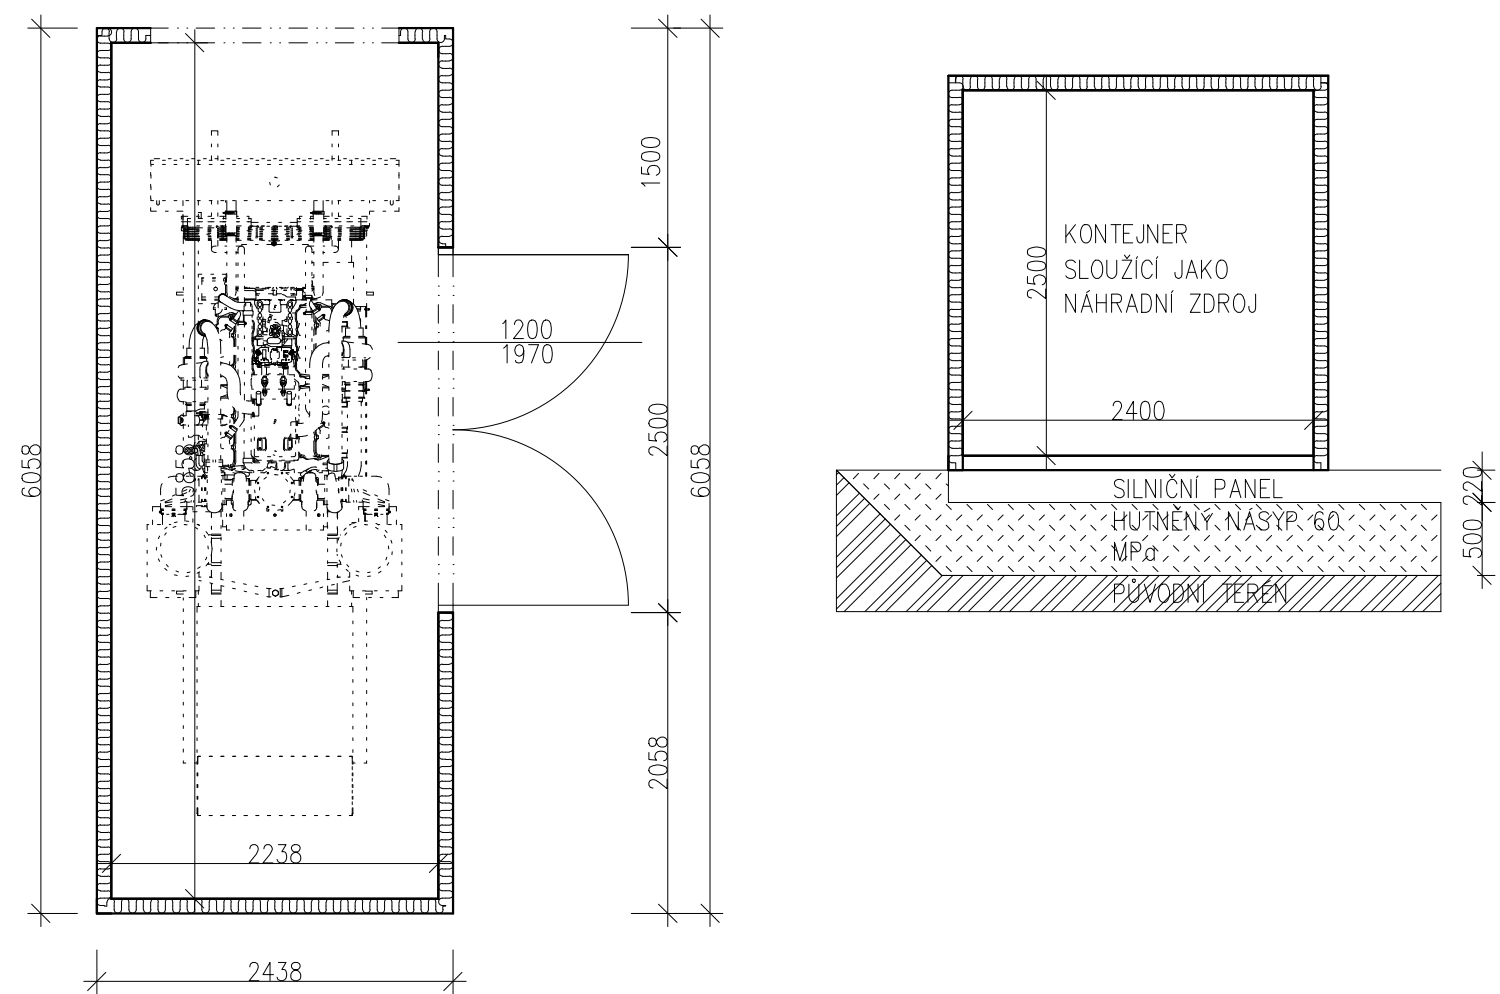 6058
5858
1500
1200
1970
2500
6058
2058
2238
2438
KONTEJNER
SLOUŽÍCÍ JAKO
NÁHRADNÍ ZDROJ
2500
2400
SILNIČNÍ PANEL
HUTNĚNÝ NÁSYP 60
MPa
PŮVODNÍ TERÉN
220
500